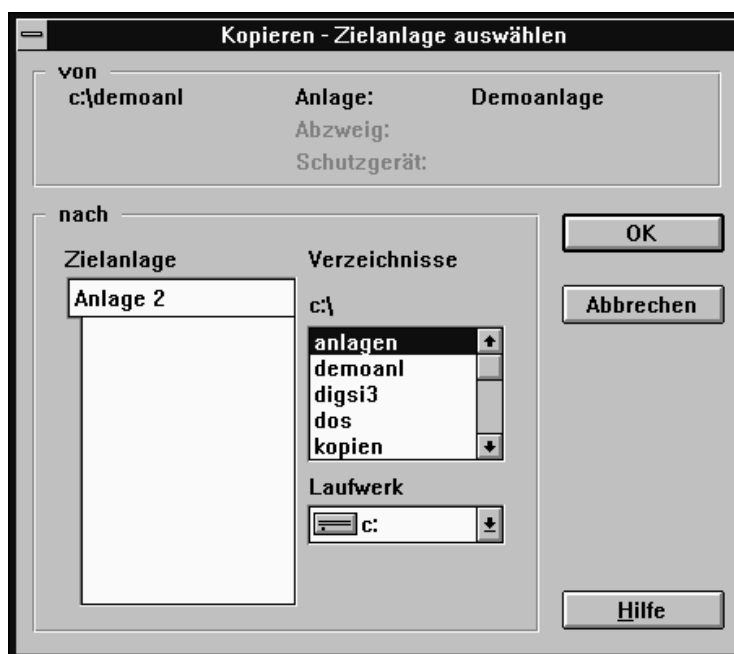 Kopieren - Zielanlage auswählen
von
c:\demoanl Anlage: Demoanlage
Abzweig:
Schutzgerät:
nach
OK
Zielanlage Verzeichnisse
Anlage 2 c:\
Abbrechen
anlagen
demoanl
digsi3
dos
kopien
Laufwerk
c:
Hilfe